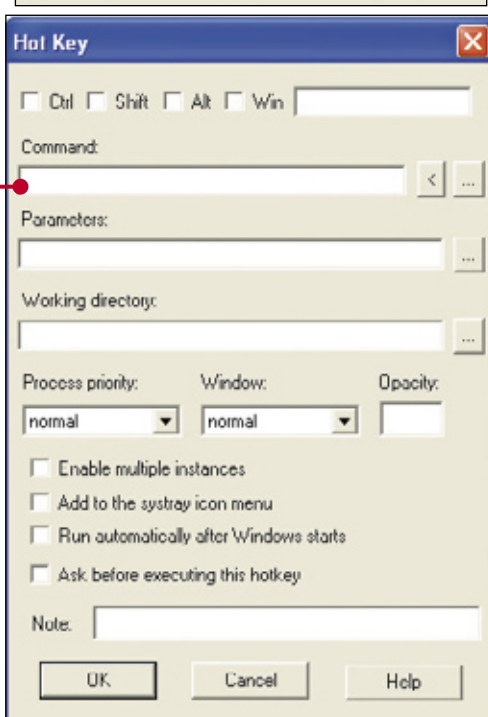 Hot Key
Ctrl Shift Alt Win
Command:
<
...
Parameters:
...
Working directory:
...
Process priority: Window: Opacity:
normal normal
Enable multiple instances
Add to the systray icon menu
Run automatically after Windows starts
Ask before executing this hotkey
Note:
OK Cancel Help